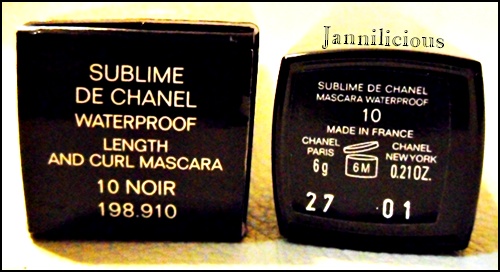 Jannilicious
SUBLIME
DE CHANEL
WATERPROOF
LENGTH
AND CURL MASCARA
10 NOIR
198.910
SUBLIME DE CHANEL
MASCARA WATERPROOF
10
MADE IN FRANCE
CHANEL
PARIS
6g
6M
CHANEL
NEW YORK
0.21OZ.
27 01